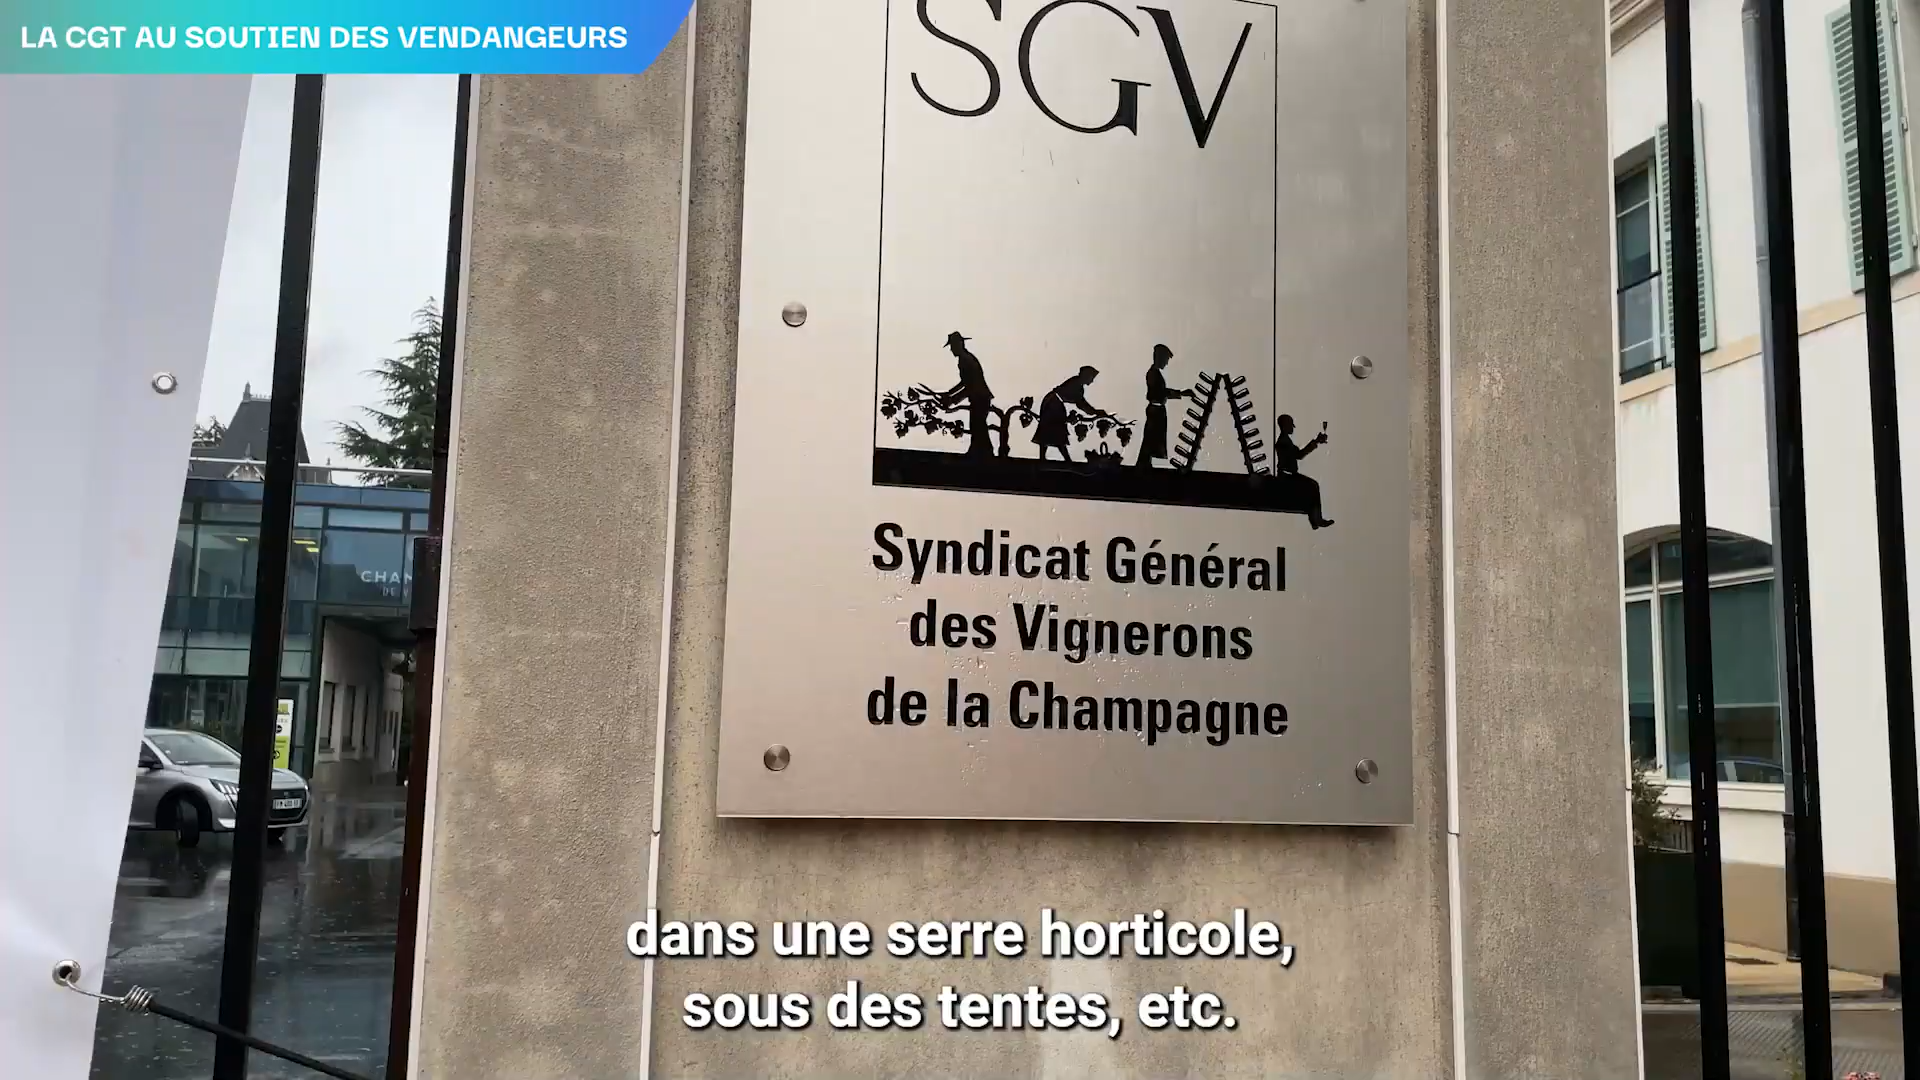 LA CGT AU SOUTIEN DES VENDANGEURS
SGV
CHAM
Syndicat Général
des Vignerons
de la Champagne
dans une serre horticole,
sous des tentes, etc.